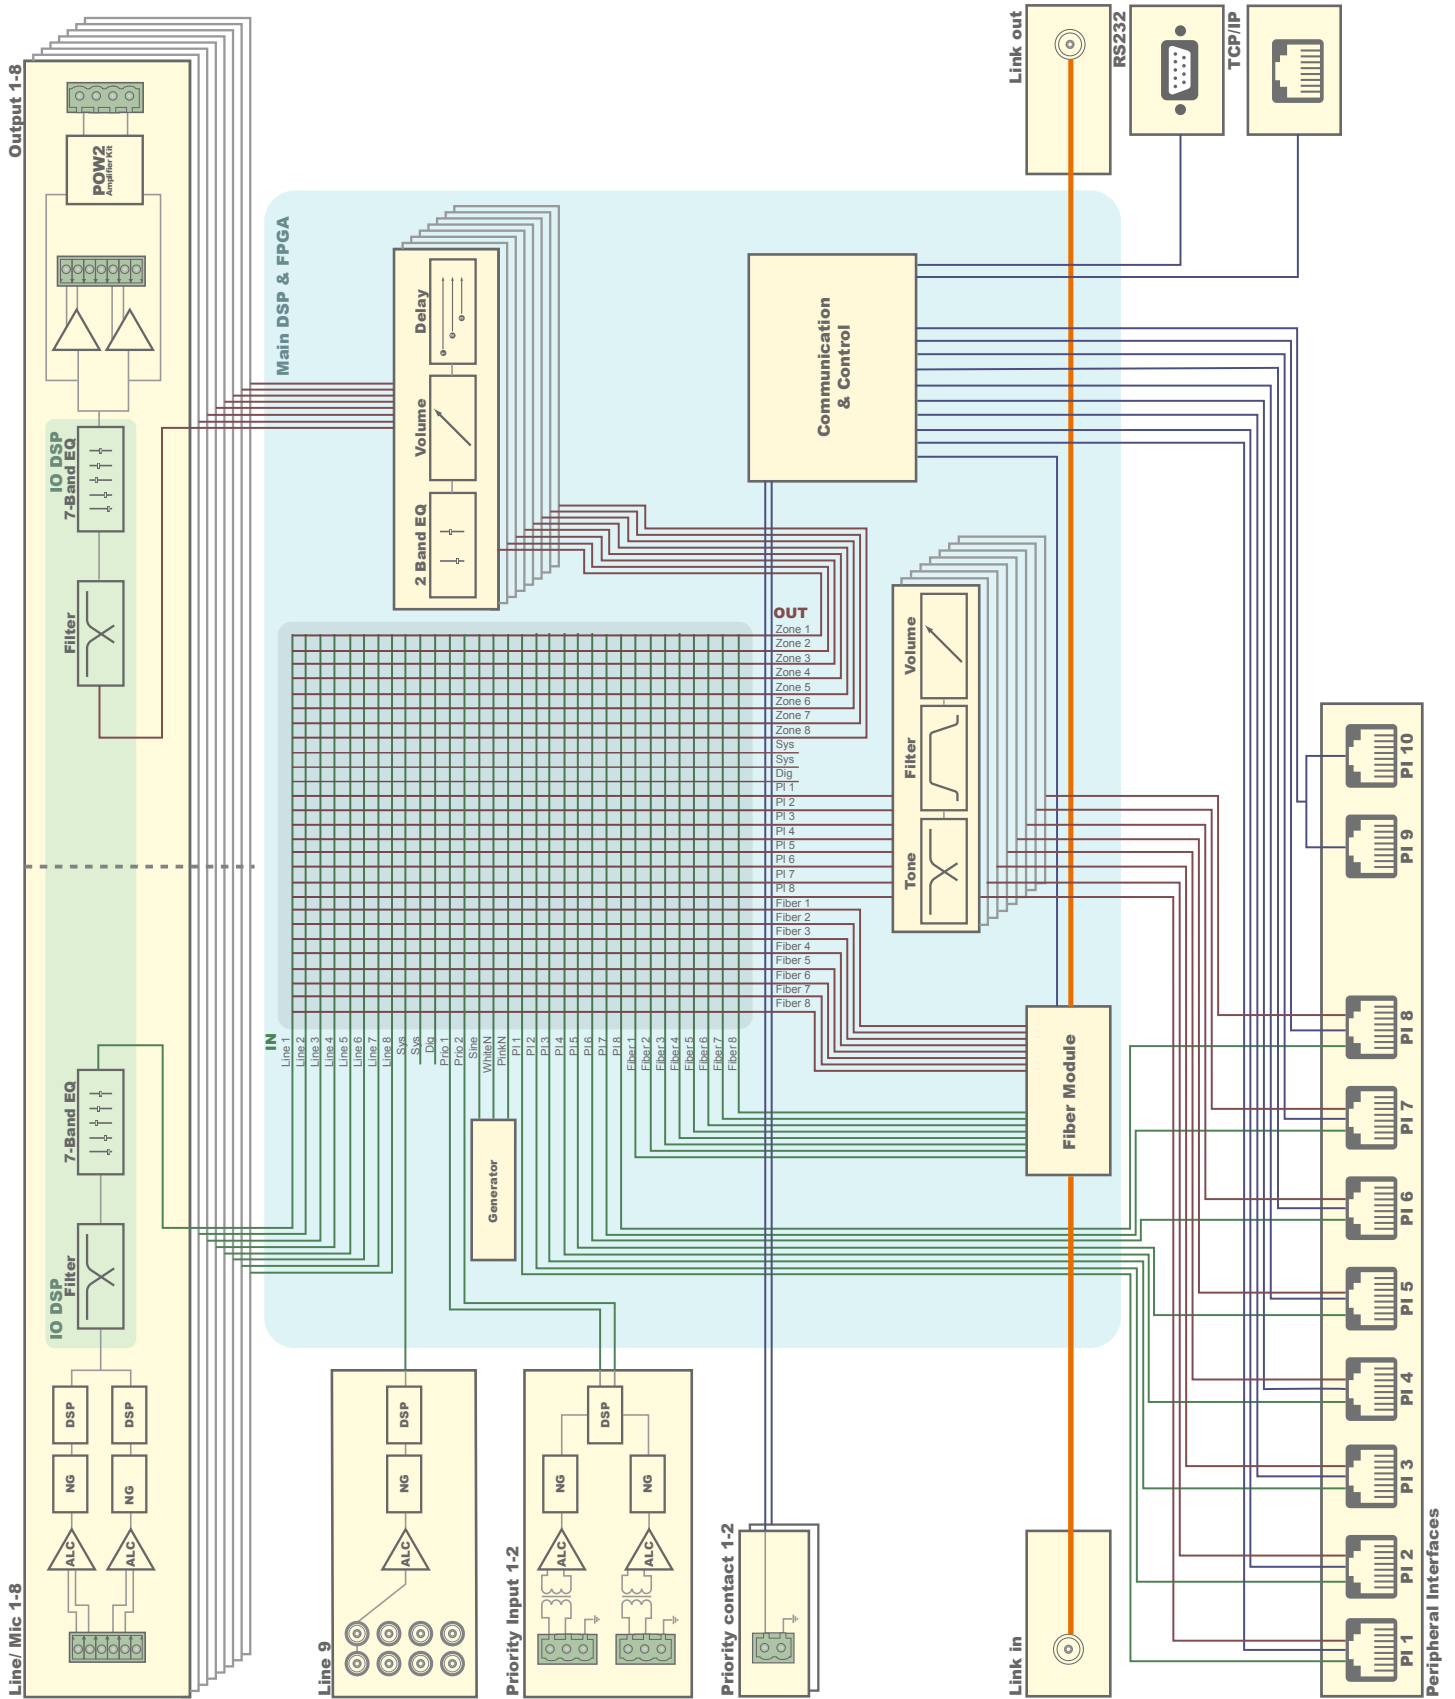 Output 1-8
POW2
Amplifier Kit
IO DSP
7-Band EQ
Filter
7-Band EQ
IO DSP
Filter
DSP
DSP
NG
NG
ALC
ALC
Line/ Mic 1-8
Main DSP & FPGA
Delay
Volume
2 Band EQ
Communication
& Control
Link out
RS232
TCP/IP
OUT
Zone 1
Zone 2
Zone 3
Zone 4
Zone 5
Zone 6
Zone 7
Zone 8
Sys
Sys
Dig
PI 1
PI 2
PI 3
PI 4
PI 5
PI 6
PI 7
PI 8
Fiber 1
Fiber 2
Fiber 3
Fiber 4
Fiber 5
Fiber 6
Fiber 7
Fiber 8
Volume
Filter
Tone
IN
Line 1
Line 2
Line 3
Line 4
Line 5
Line 6
Line 7
Line 8
Sys
Sys
Dig
Prio 1
Prio 2
Sine
WhiteN
PinkN
PI 1
PI 2
PI 3
PI 4
PI 5
PI 6
PI 7
PI 8
Fiber 1
Fiber 2
Fiber 3
Fiber 4
Fiber 5
Fiber 6
Fiber 7
Fiber 8
Generator
Fiber Module
Line 9
DSP
NG
ALC
Priority Input 1-2
DSP
NG
NG
ALC
ALC
Priority contact 1-2
Link in
PI 10
PI 9
PI 8
PI 7
PI 6
PI 5
PI 4
PI 3
PI 2
PI 1
Peripheral Interfaces